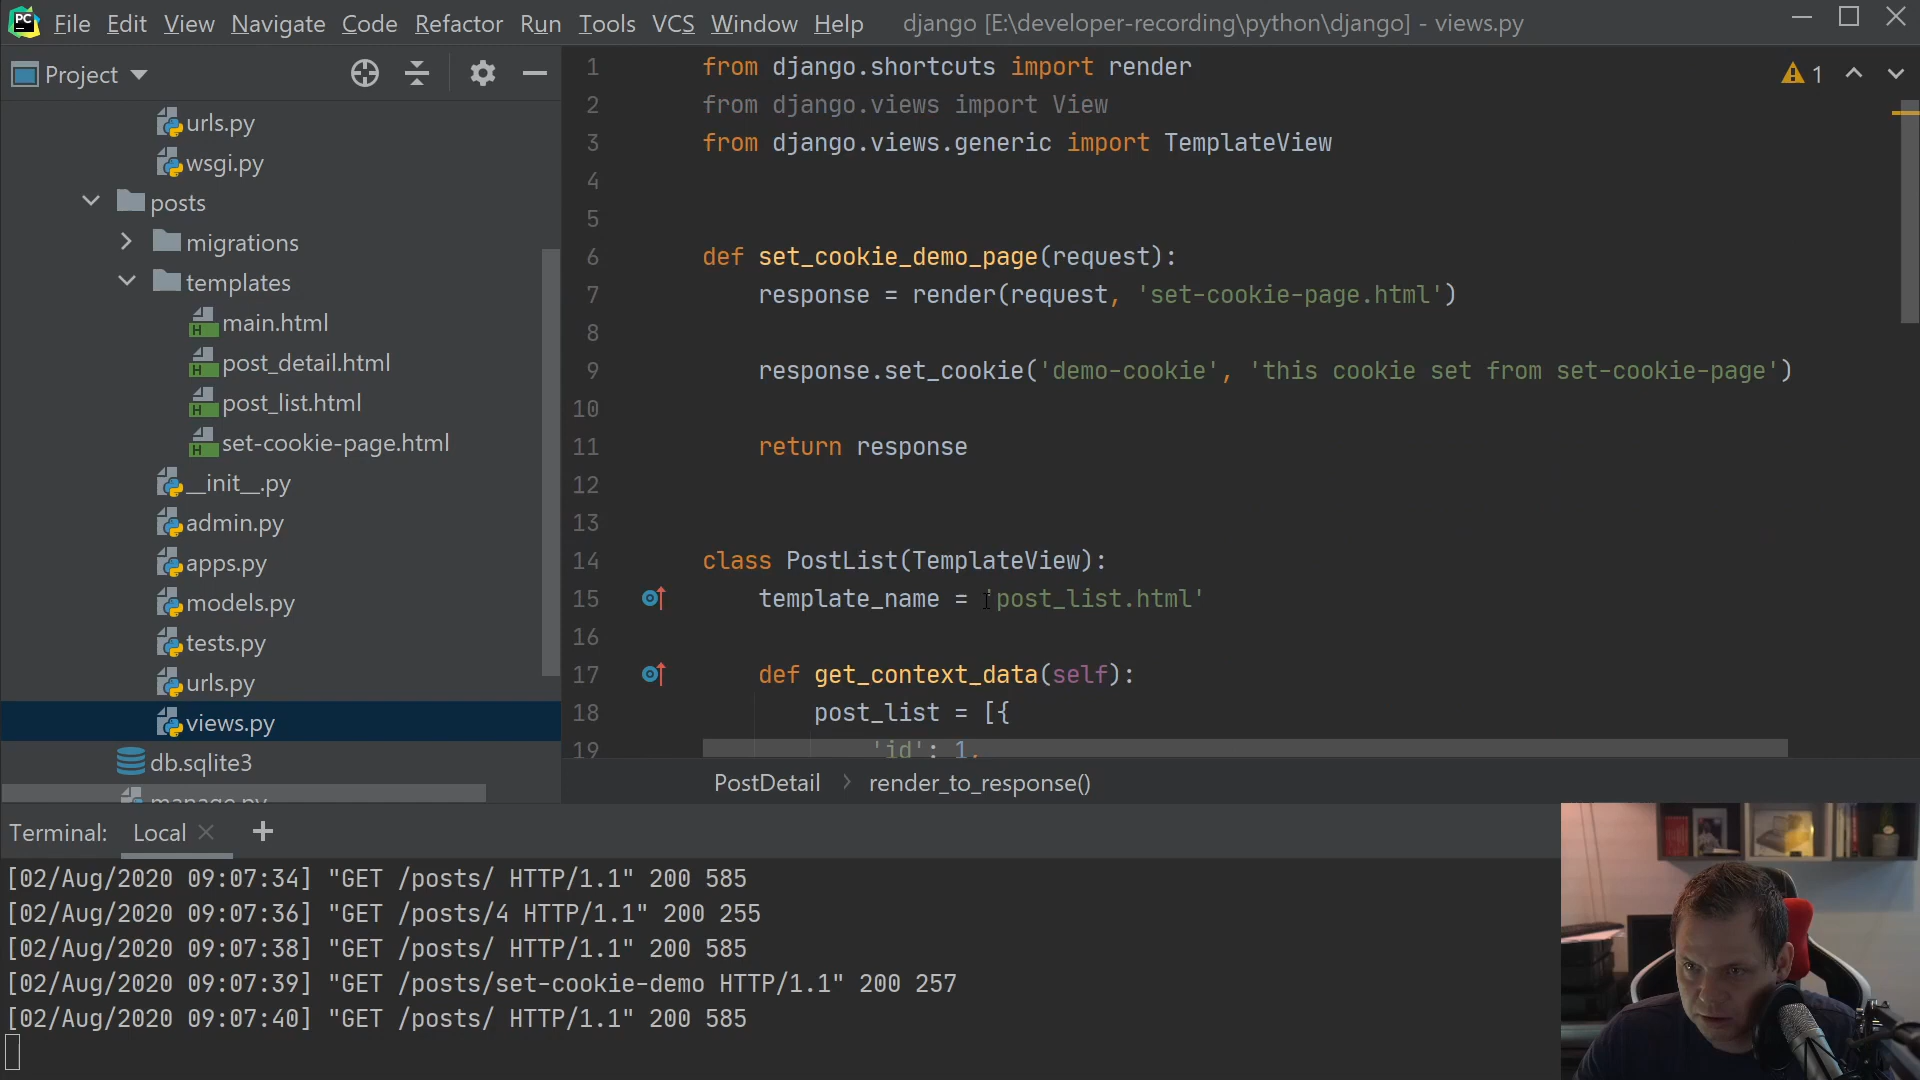 File Edit View Navigate Code Refactor Run Tools VCS Window Help django [E:\developer-recording\python\django] - views.py
Project
urls.py
wsgi.py
posts
migrations
templates
main.html
post_detail.html
post_list.html
set-cookie-page.html
__init__.py
admin.py
apps.py
models.py
tests.py
urls.py
views.py
db.sqlite3
manage.py
1 from django.shortcuts import render
2 from django.views import View
3 from django.views.generic import TemplateView
4
5
6 def set_cookie_demo_page(request):
7 response = render(request, 'set-cookie-page.html')
8
9 response.set_cookie('demo-cookie', 'this cookie set from set-cookie-page')
10
11 return response
12
13
14 class PostList(TemplateView):
15 template_name = 'post_list.html'
16
17 def get_context_data(self):
18 post_list = [{
19 'id': 1,
1
PostDetail render_to_response()
Terminal: Local
[02/Aug/2020 09:07:34] "GET /posts/ HTTP/1.1" 200 585
[02/Aug/2020 09:07:36] "GET /posts/4 HTTP/1.1" 200 255
[02/Aug/2020 09:07:38] "GET /posts/ HTTP/1.1" 200 585
[02/Aug/2020 09:07:39] "GET /posts/set-cookie-demo HTTP/1.1" 200 257
[02/Aug/2020 09:07:40] "GET /posts/ HTTP/1.1" 200 585